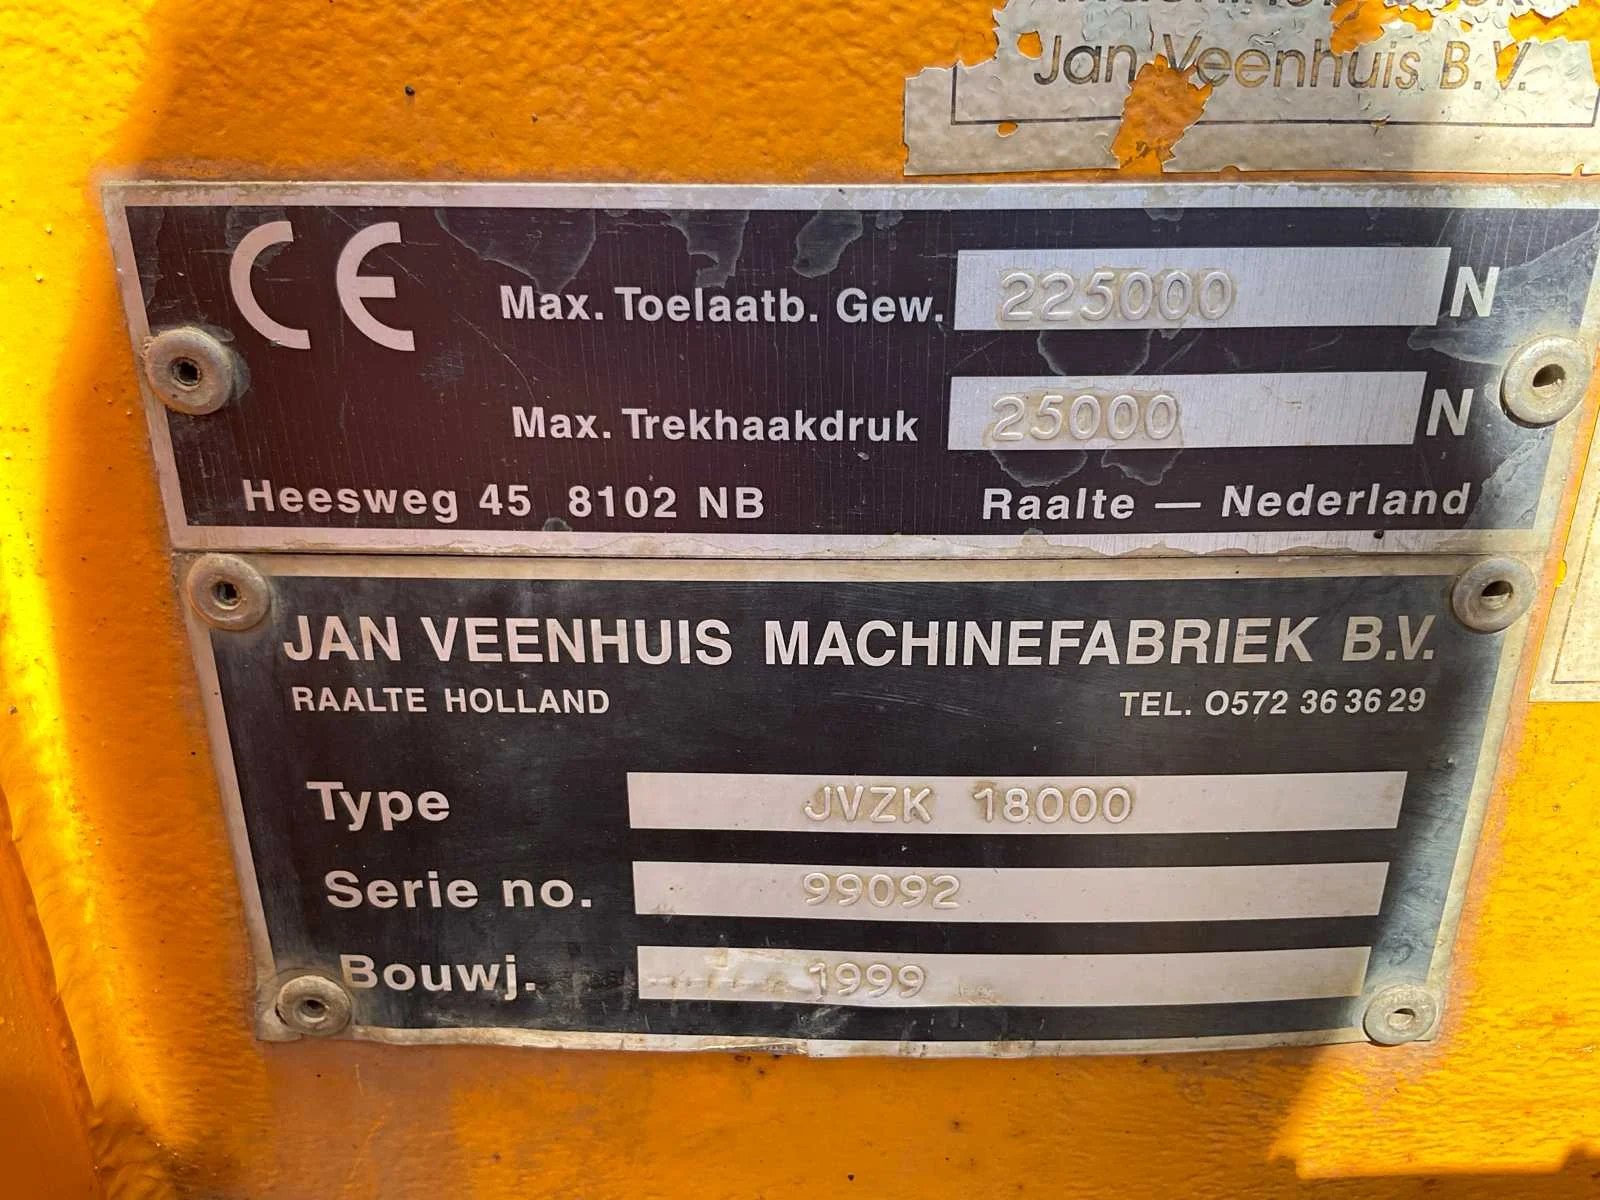 Jan Veenhuis B.V.
CE
Max. Toelaatb. Gew. 225000 N
Max. Trekhaakdruk 25000 N
Heesweg 45 8102 NB Raalte — Nederland
JAN VEENHUIS MACHINEFABRIEK B.V.
RAALTE HOLLAND TEL. 0572 36 36 29
Type JVZK 18000
Serie no. 99092
Bouwj. 1999